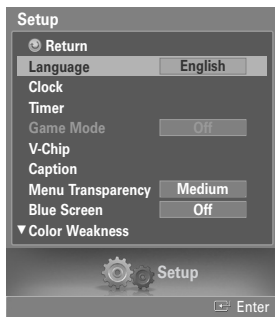 Setup
Return
Language English
Clock
Timer
Game Mode Off
V-Chip
Caption
Menu Transparency Medium
Blue Screen Off
▼ Color Weakness
Setup
Enter